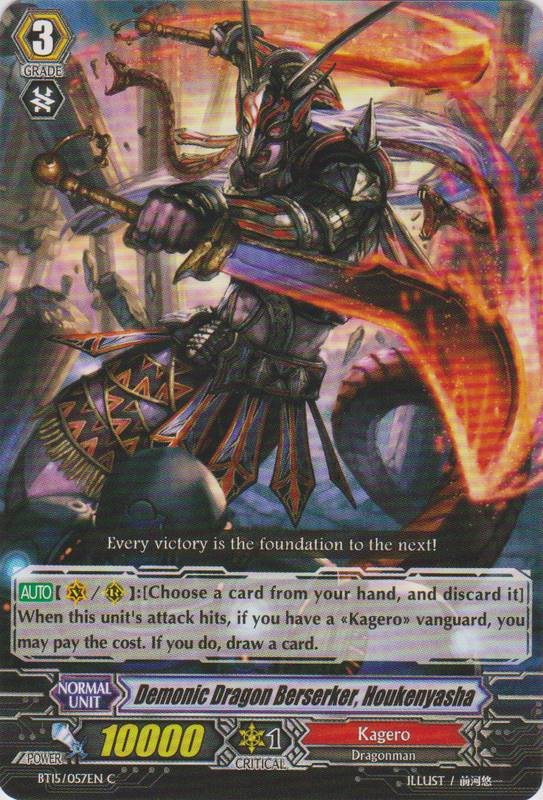 3
GRADE
Every victory is the foundation to the next!
AUTO [ V / R ]:[Choose a card from your hand, and discard it]
When this unit's attack hits, if you have a «Kagero» vanguard, you
may pay the cost. If you do, draw a card.
NORMAL
UNIT
Demonic Dragon Berserker, Houkenyasha
POWER
10000
1
CRITICAL
Kagero
Dragonman
BT15/057EN C
ILLUST / 前河悠一